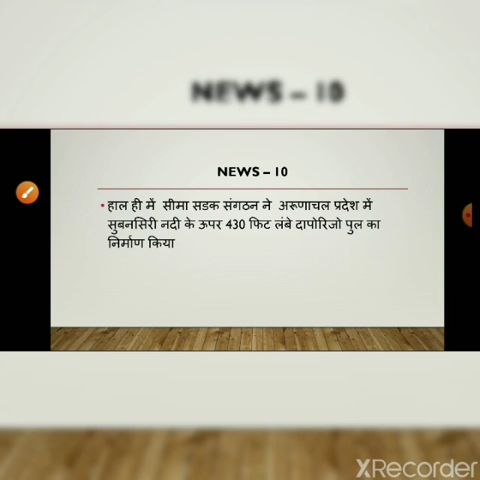 NEWS – 10
NEWS – 10
• हाल ही में सीमा सडक संगठन ने अरूणाचल प्रदेश में
सुबनसिरी नदी के ऊपर 430 फिट लंबे दापोरिजो पुल का
निर्माण किया
XRecorder